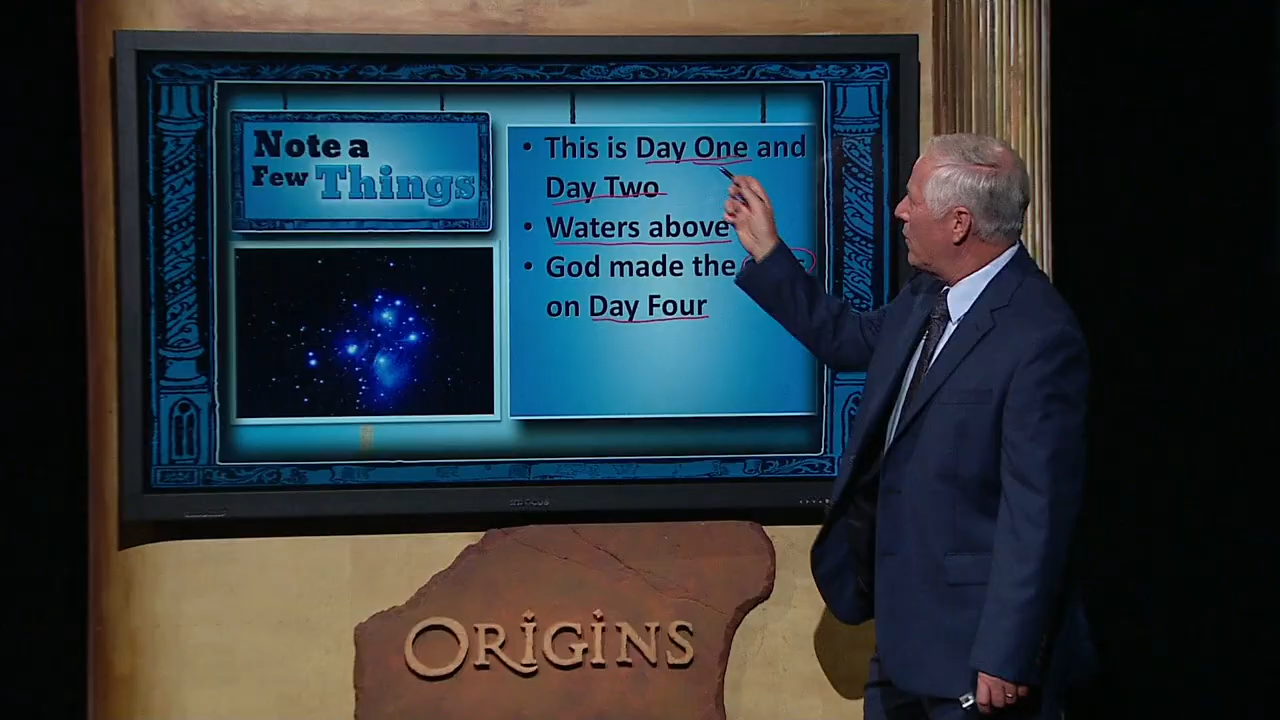 Note a
Few Things
• This is Day One and
Day Two
• Waters above
• God made the
on Day Four
ORIGINS